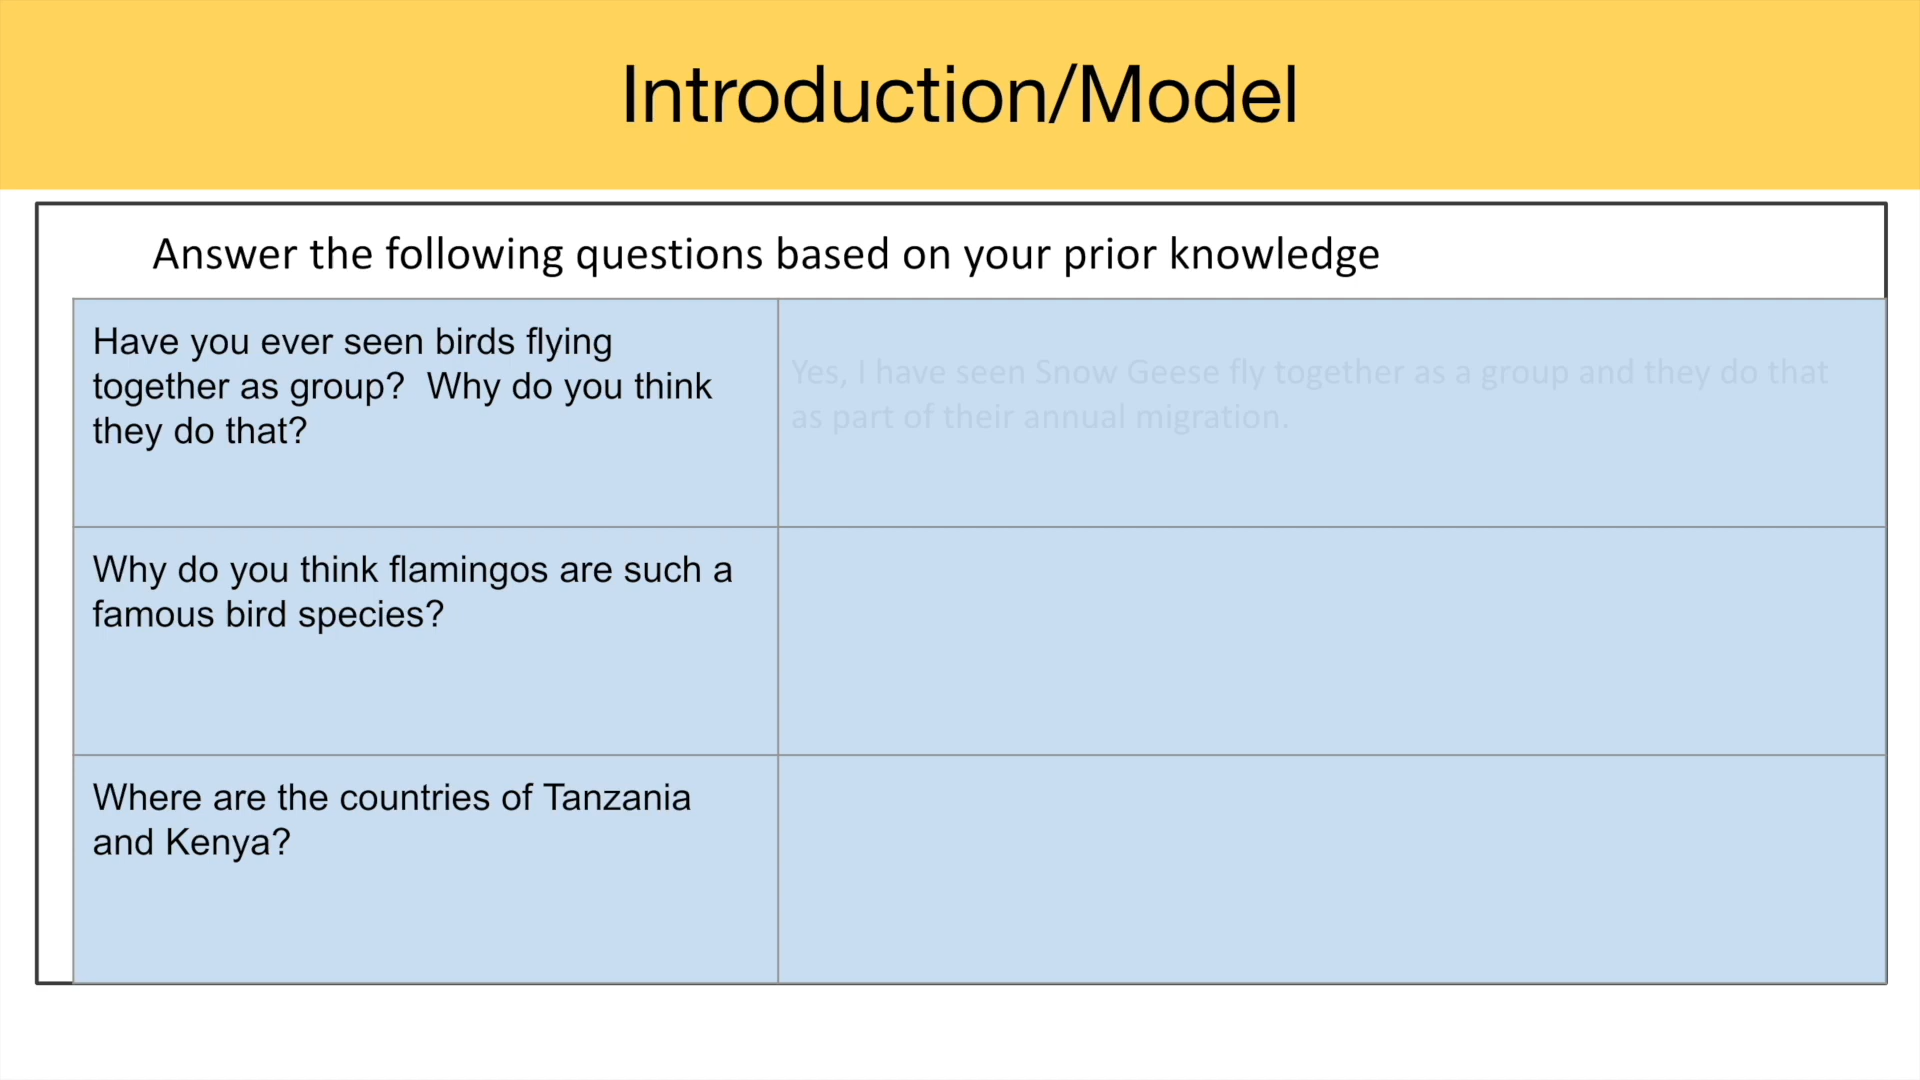 Introduction/Model
Answer the following questions based on your prior knowledge
Have you ever seen birds flying
together as group?  Why do you think
they do that?
Yes, I have seen Snow Geese fly together as a group and they do that
as part of their annual migration.
Why do you think flamingos are such a
famous bird species?
Where are the countries of Tanzania
and Kenya?